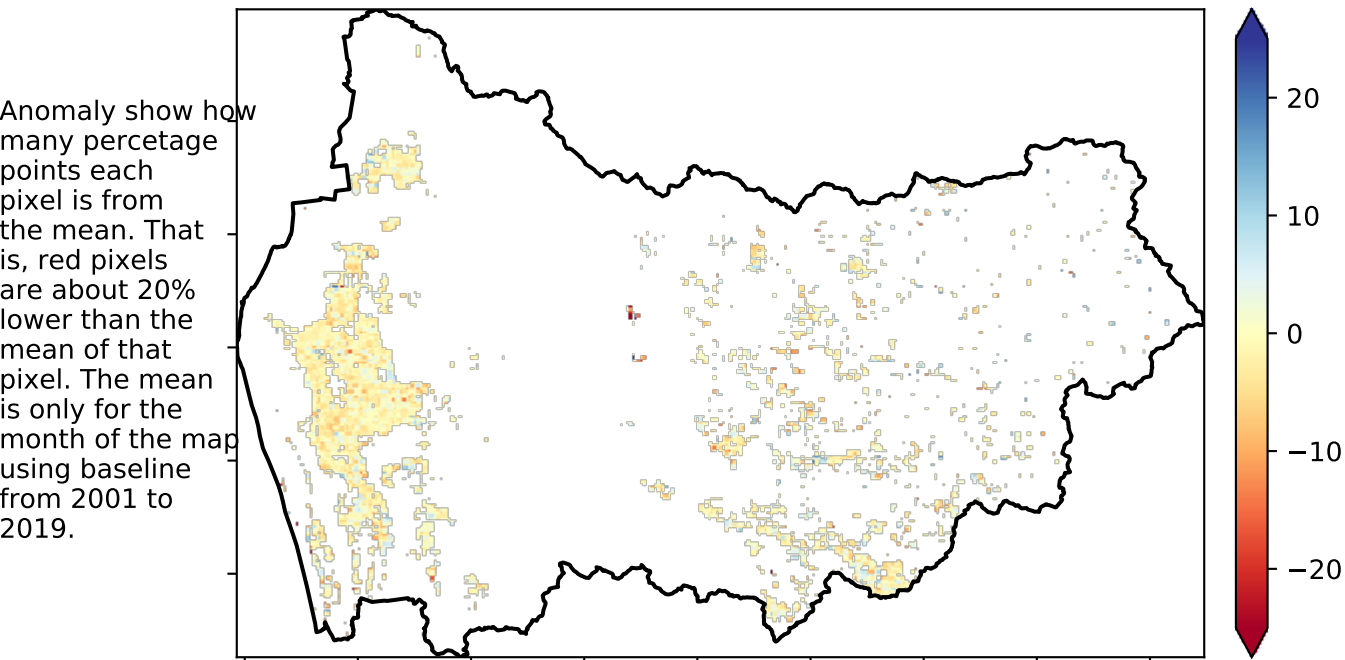 Anomaly show how
many percetage
points each
pixel is from
the mean. That
is, red pixels
are about 20%
lower than the
mean of that
pixel. The mean
is only for the
month of the map
using baseline
from 2001 to
2019.
20
10
0
−10
−20